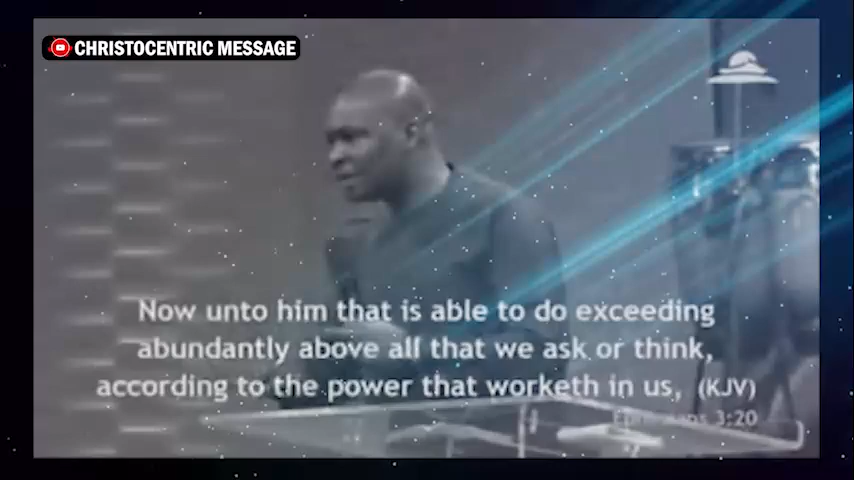 CHRISTOCENTRIC MESSAGE
Now unto him that is able to do exceeding
abundantly above all that we ask or think,
according to the power that worketh in us, (KJV)
3:20